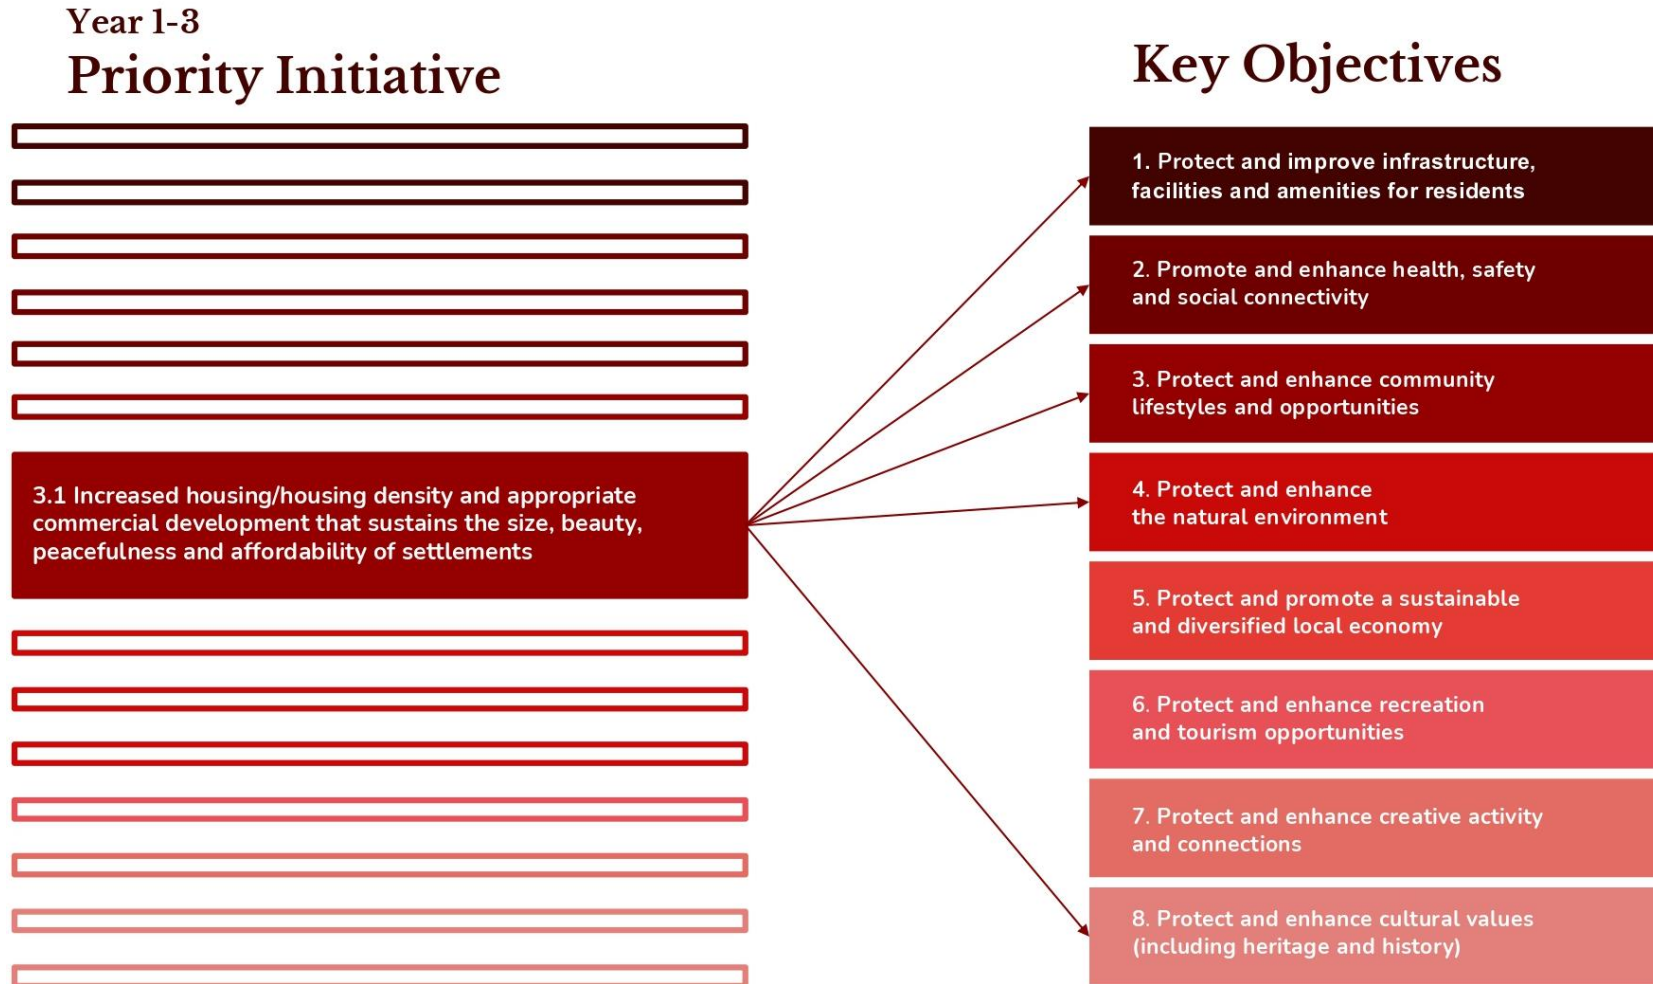 Year 1-3
Priority Initiative
3.1 Increased housing/housing density and appropriate
commercial development that sustains the size, beauty,
peacefulness and affordability of settlements
Key Objectives
1. Protect and improve infrastructure,
facilities and amenities for residents
2. Promote and enhance health, safety
and social connectivity
3. Protect and enhance community
lifestyles and opportunities
4. Protect and enhance
the natural environment
5. Protect and promote a sustainable
and diversified local economy
6. Protect and enhance recreation
and tourism opportunities
7. Protect and enhance creative activity
and connections
8. Protect and enhance cultural values
(including heritage and history)